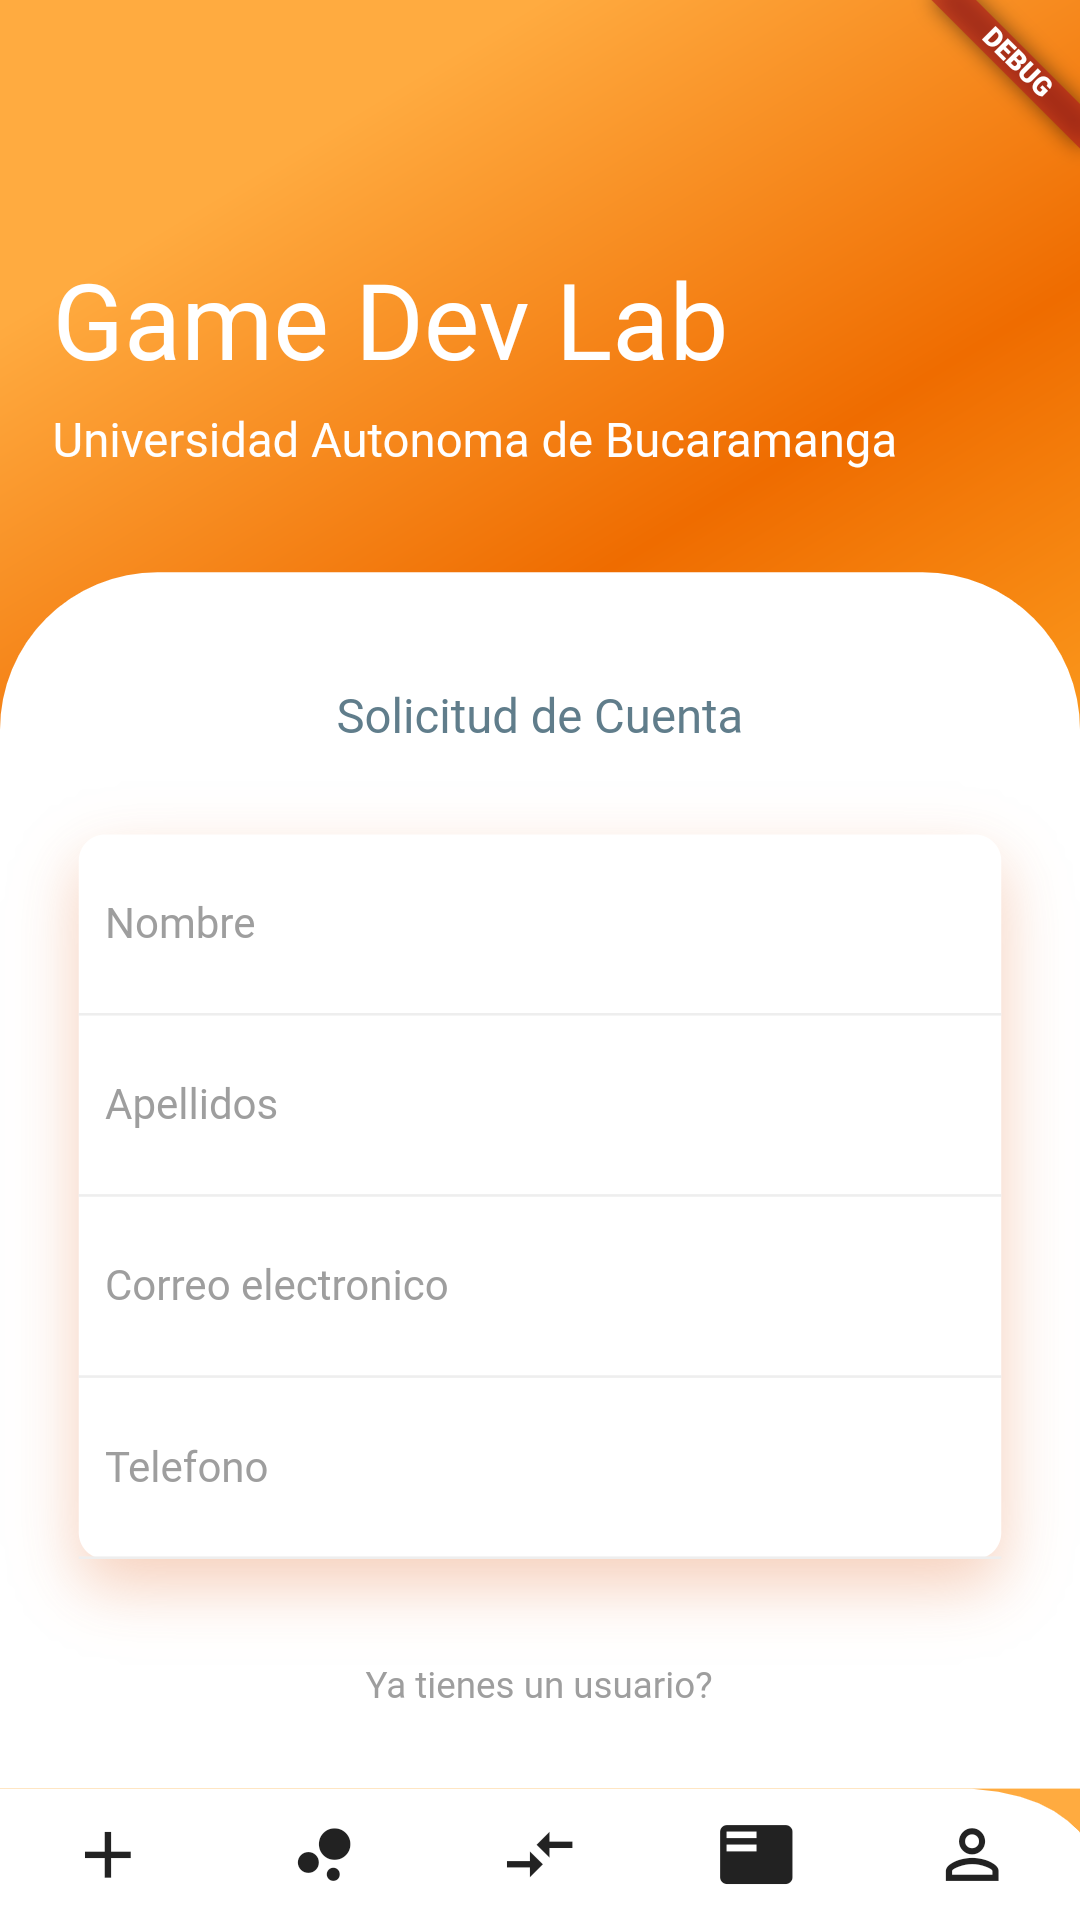 DEBUG
Game Dev Lab
Universidad Autonoma de Bucaramanga
Solicitud de Cuenta
Nombre
Apellidos
Correo electronico
Telefono
Ya tienes un usuario?